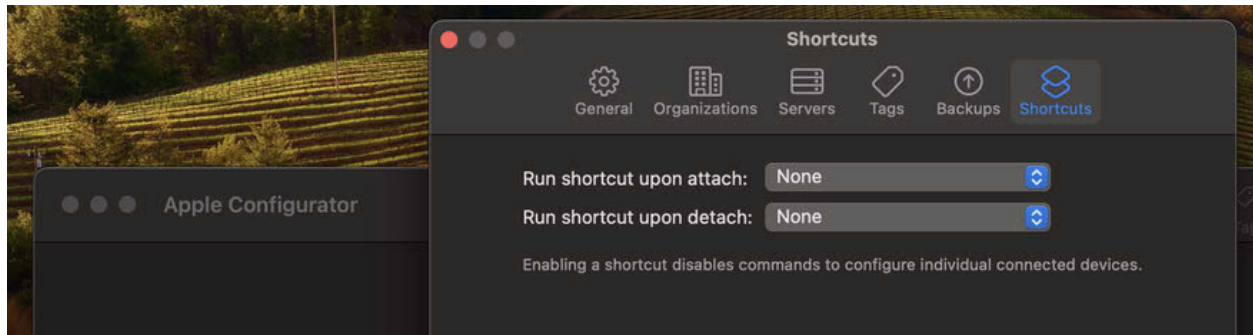 Shortcuts
General Organizations Servers Tags Backups Shortcuts
Run shortcut upon attach: None
Apple Configurator
Run shortcut upon detach: None
Enabling a shortcut disables commands to configure individual connected devices.